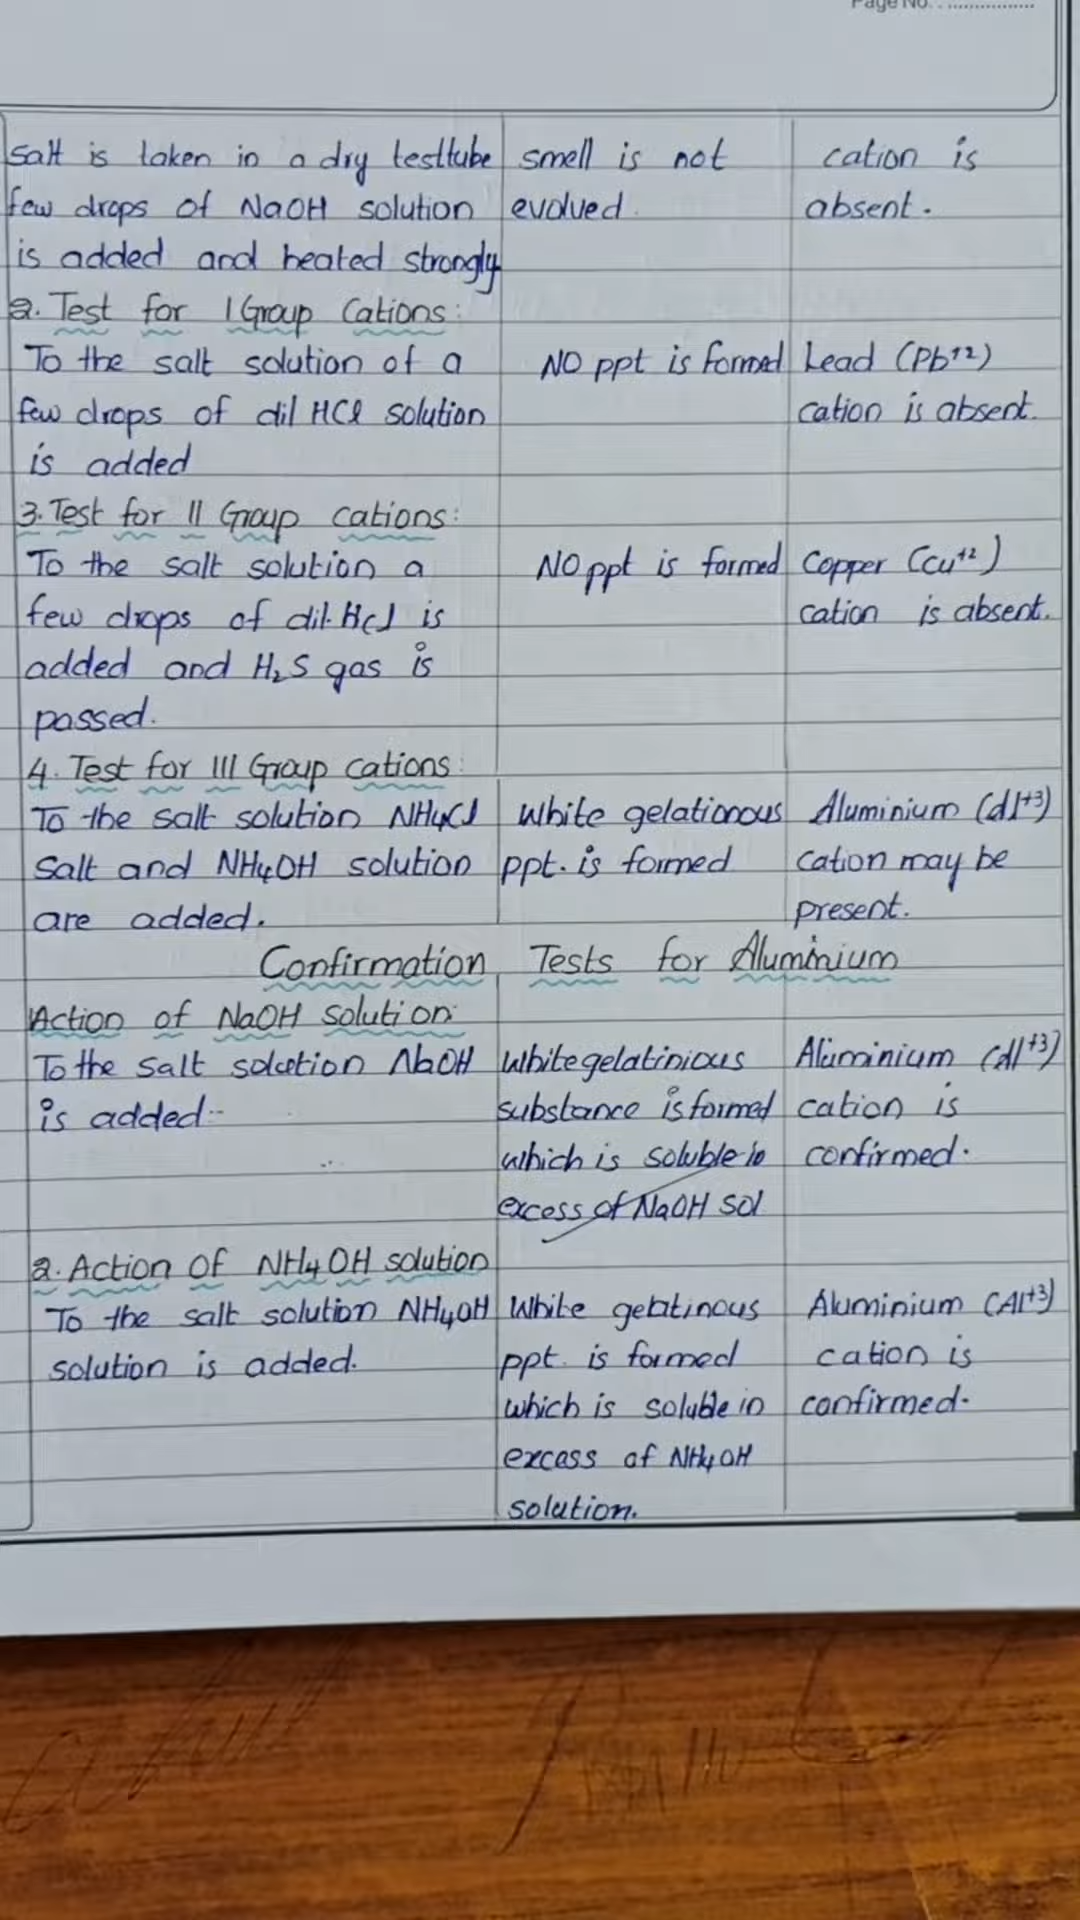 Page No. : ................
salt is taken in a dry testtube
few drops of NaOH solution
is added and heated strongly
smell is not
evolved.
cation is
absent.
2. Test for I Group Cations:
To the salt solution of a
few drops of dil HCl solution
is added
NO ppt is formed
Lead (Pb+2)
cation is absent.
3. Test for II Group cations:
To the salt solution a
few drops of dil. HCl is
added and H2S gas is
passed.
NO ppt is formed
Copper (Cu+2)
cation is absent.
4. Test for III Group cations:
To the salt solution NH4Cl
salt and NH4OH solution
are added.
White gelationous
ppt. is formed
Aluminium (Al+3)
cation may be
present.
Confirmation Tests for Aluminium
Action of NaOH solution:
To the salt solution NaOH
is added
White gelatinious
substance is formed
which is soluble in
excess of NaOH sol
Aluminium (Al+3)
cation is
confirmed.
2. Action Of NH4OH solution
To the salt solution NH4OH
solution is added.
White gelatinous
ppt. is formed
which is soluble in
excess of NH4OH
solution.
Aluminium (Al+3)
cation is
confirmed.